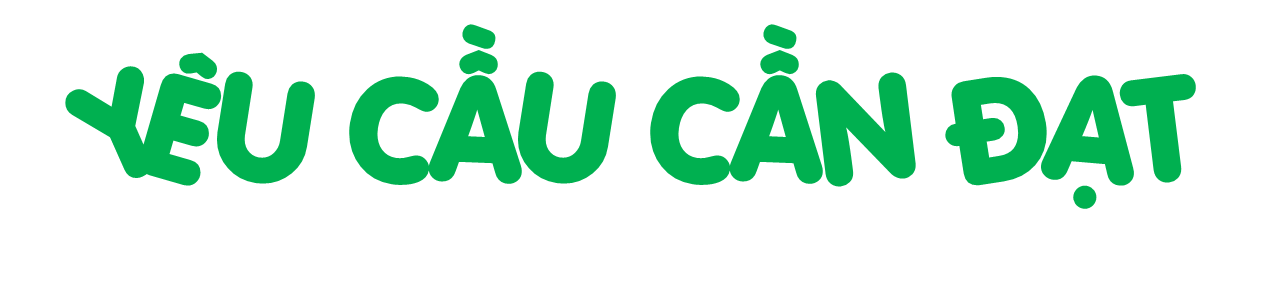 YÊU CẦU CẦN ĐẠT